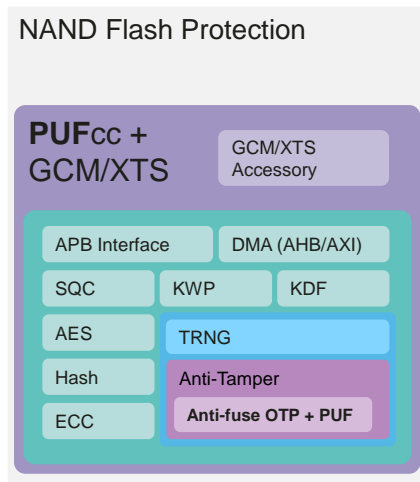 NAND Flash Protection
PUFcc +
GCM/XTS
GCM/XTS
Accessory
APB Interface
DMA (AHB/AXI)
SQC
KWP
KDF
AES
TRNG
Hash
Anti-Tamper
ECC
Anti-fuse OTP + PUF